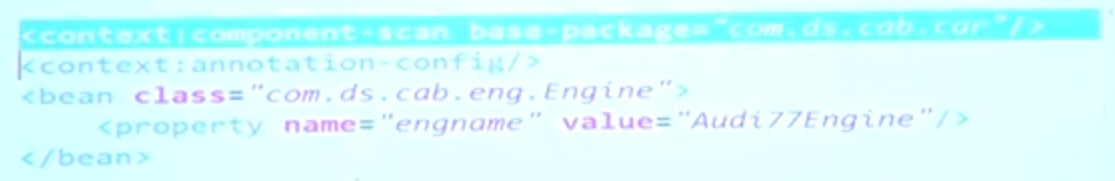 <context:component-scan base-package="com.ds.cab.car"/>
<context:annotation-config/>
<bean class="com.ds.cab.eng.Engine">
<property name="engname" value="Audi77Engine"/>
</bean>